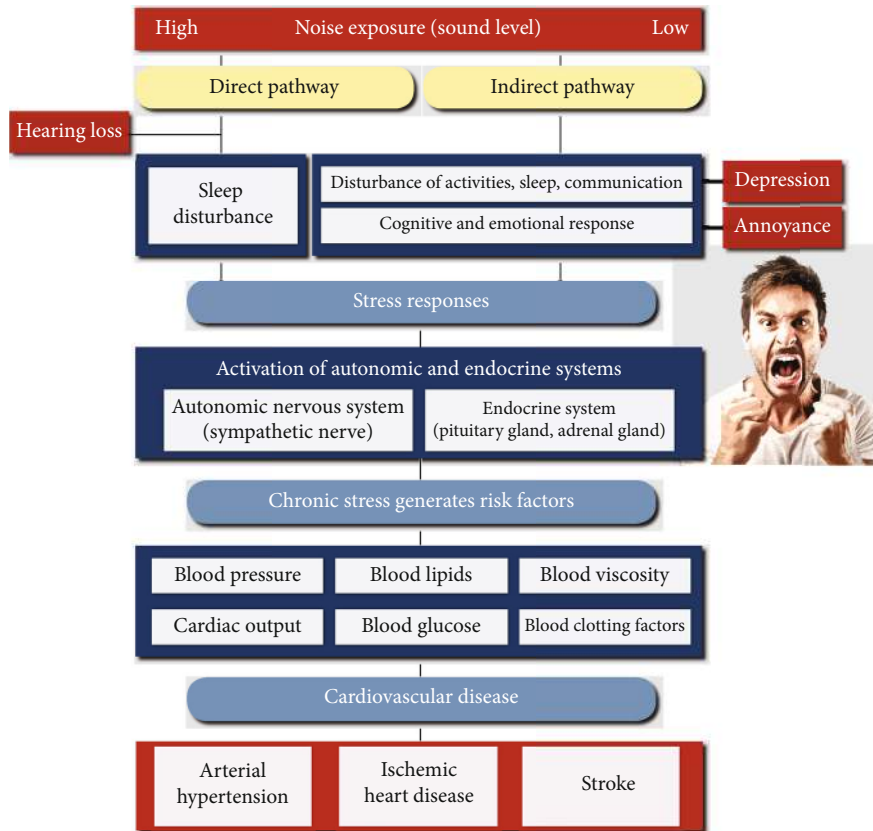 High Noise exposure (sound level) Low
Direct pathway
Indirect pathway
Hearing loss
Sleep
disturbance
Disturbance of activities, sleep, communication
Depression
Cognitive and emotional response
Annoyance
Stress responses
Activation of autonomic and endocrine systems
Autonomic nervous system
(sympathetic nerve)
Endocrine system
(pituitary gland, adrenal gland)
Chronic stress generates risk factors
Blood pressure
Blood lipids
Blood viscosity
Cardiac output
Blood glucose
Blood clotting factors
Cardiovascular disease
Arterial
hypertension
Ischemic
heart disease
Stroke